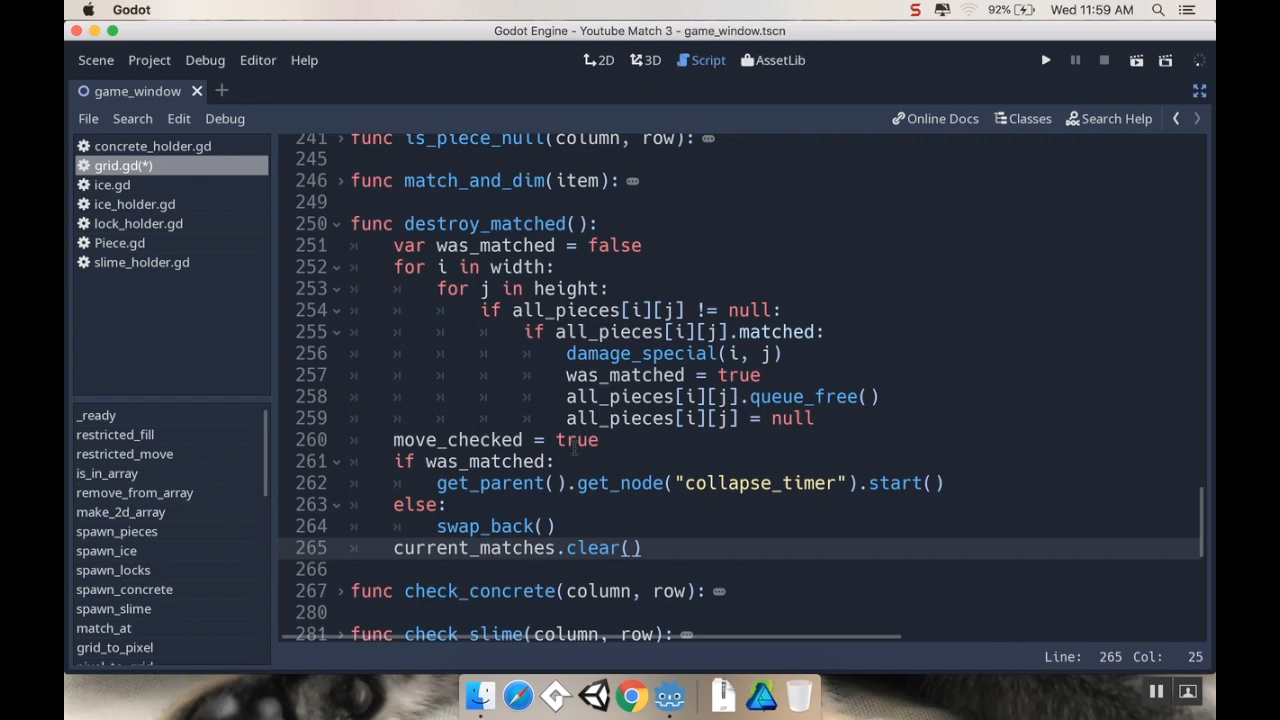 Godot
92%
Wed 11:59 AM
Godot Engine - Youtube Match 3 - game_window.tscn
Scene Project Debug Editor Help
2D 3D Script AssetLib
game_window
File Search Edit Debug
Online Docs Classes Search Help
concrete_holder.gd
grid.gd(*)
ice.gd
ice_holder.gd
lock_holder.gd
Piece.gd
slime_holder.gd
_ready
restricted_fill
restricted_move
is_in_array
remove_from_array
make_2d_array
spawn_pieces
spawn_ice
spawn_locks
spawn_concrete
spawn_slime
match_at
grid_to_pixel
pixel_to_grid
241 func is_piece_null(column, row):
245
246 func match_and_dim(item):
249
250 func destroy_matched():
251 var was_matched = false
252 for i in width:
253 for j in height:
254 if all_pieces[i][j] != null:
255 if all_pieces[i][j].matched:
256 damage_special(i, j)
257 was_matched = true
258 all_pieces[i][j].queue_free()
259 all_pieces[i][j] = null
260 move_checked = true
261 if was_matched:
262 get_parent().get_node("collapse_timer").start()
263 else:
264 swap_back()
265 current_matches.clear()
266
267 func check_concrete(column, row):
280
281 func check_slime(column, row):
Line: 265 Col: 25